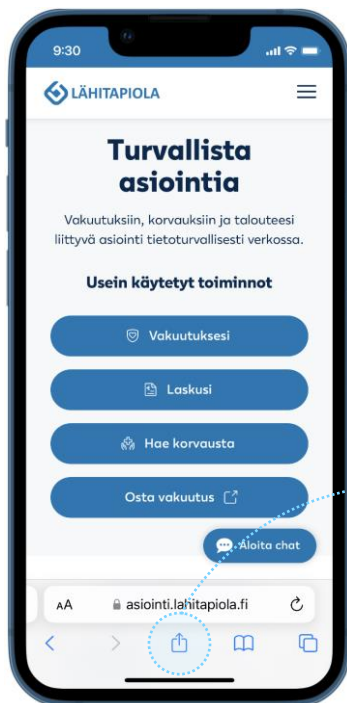 9:30
LÄHITAPIOLA
Turvallista
asiointia
Vakuutuksiin, korvauksiin ja talouteesi
liittyvä asiointi tietoturvallisesti verkossa.
Usein käytetyt toiminnot
Vakuutuksesi
Laskusi
Hae korvausta
Osta vakuutus
Aloita chat
AA asiointi.lahitapiola.fi